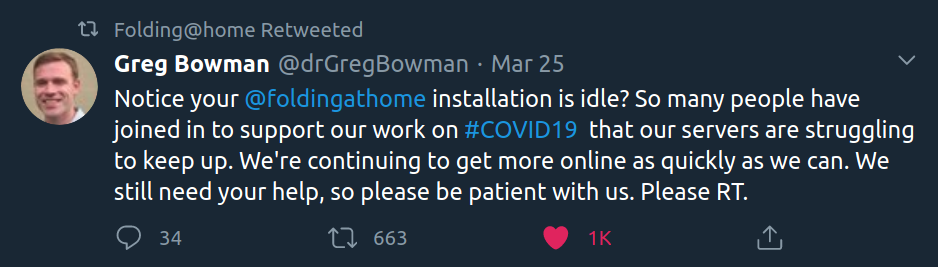 Folding@home Retweeted
Greg Bowman @drGregBowman · Mar 25
Notice your @foldingathome installation is idle? So many people have
joined in to support our work on #COVID19 that our servers are struggling
to keep up. We're continuing to get more online as quickly as we can. We
still need your help, so please be patient with us. Please RT.
34 663 1K